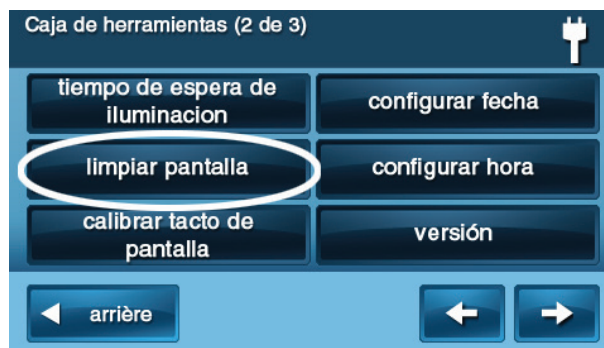 Caja de herramientas (2 de 3)
tiempo de espera de
iluminacion
configurar fecha
limpiar pantalla
configurar hora
calibrar tacto de
pantalla
versión
arrière